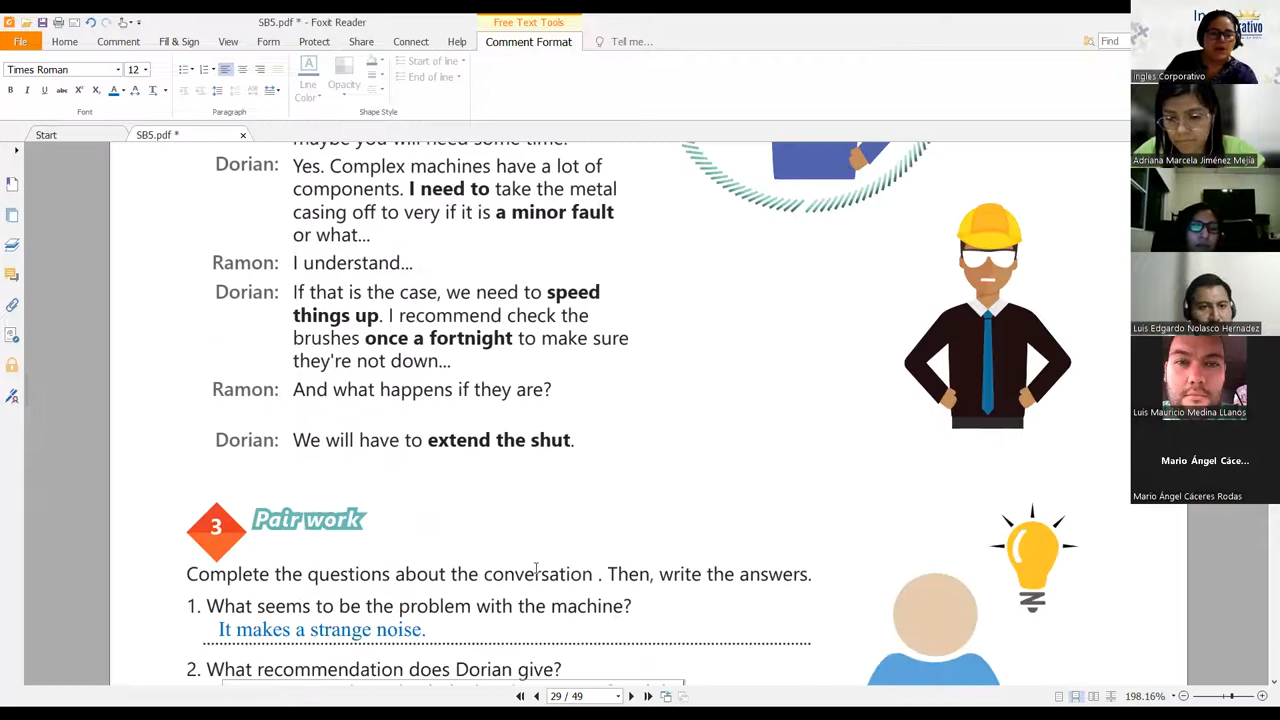 SB5.pdf * - Foxit Reader
Free Text Tools
File Home Comment Fill & Sign View Form Protect Share Connect Help Comment Format Tell me... Find
Times Roman 12
Line Color
Opacity
Start of line
End of line
Font Paragraph Shape Style
Start SB5.pdf *
maybe you will need some time.
Dorian: Yes. Complex machines have a lot of
components. I need to take the metal
casing off to very if it is a minor fault
or what...
Ramon: I understand...
Dorian: If that is the case, we need to speed
things up. I recommend check the
brushes once a fortnight to make sure
they're not down...
Ramon: And what happens if they are?
Dorian: We will have to extend the shut.
3 Pair work
Complete the questions about the conversation . Then, write the answers.
1. What seems to be the problem with the machine?
It makes a strange noise.
2. What recommendation does Dorian give?
29 / 49
198.16%
Ingles Corporativo
Adriana Marcela Jiménez Mejía
Luis Edgardo Nolasco Hernadez
Luis Mauricio Medina LLanos
Mario Ángel Các e...
Mario Ángel Cáceres Rodas